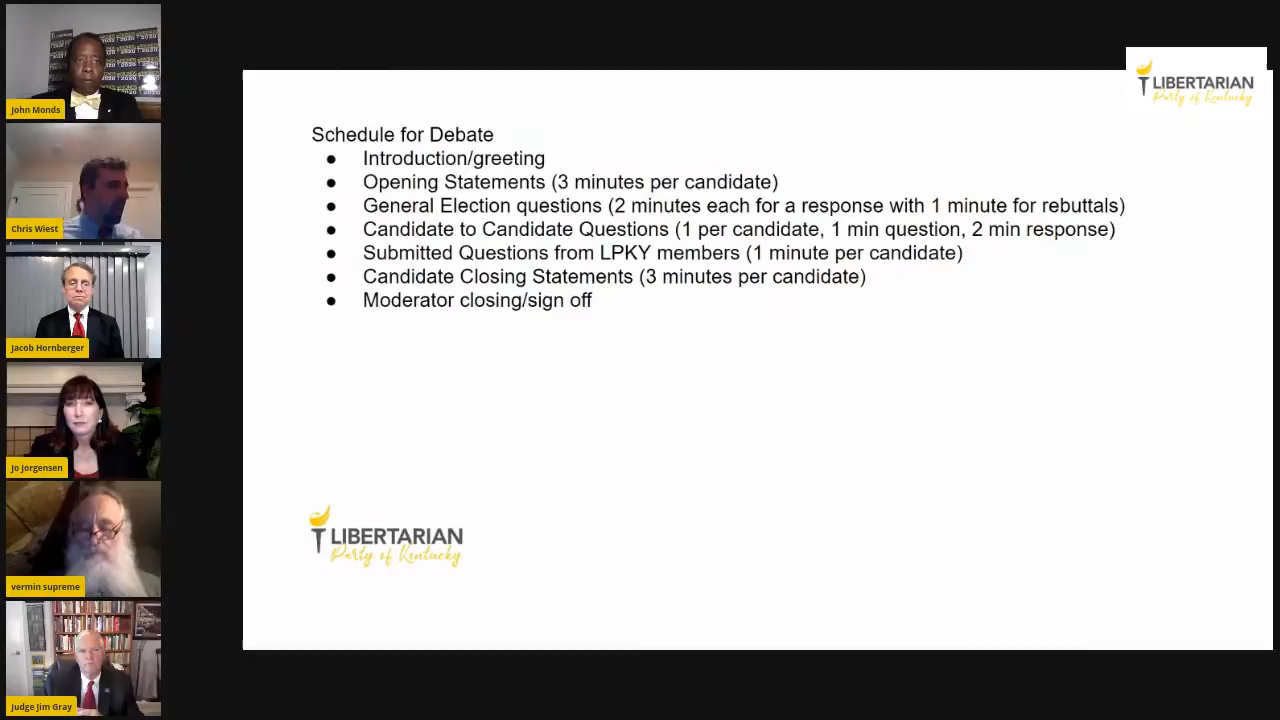 John Monds
Chris Wiest
Jacob Hornberger
Jo Jorgensen
vermin supreme
Judge Jim Gray
LIBERTARIAN
Party of Kentucky
Schedule for Debate
● Introduction/greeting
● Opening Statements (3 minutes per candidate)
● General Election questions (2 minutes each for a response with 1 minute for rebuttals)
● Candidate to Candidate Questions (1 per candidate, 1 min question, 2 min response)
● Submitted Questions from LPKY members (1 minute per candidate)
● Candidate Closing Statements (3 minutes per candidate)
● Moderator closing/sign off
LIBERTARIAN
Party of Kentucky